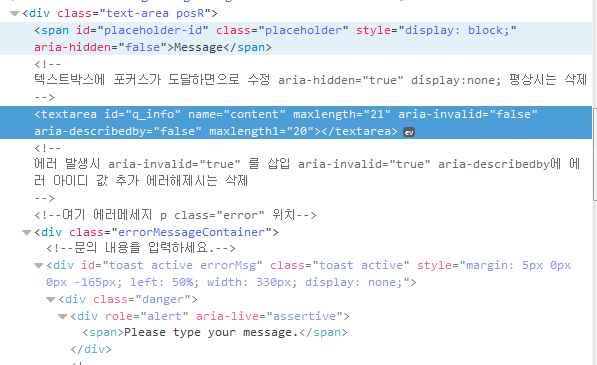 <div class="text-area posR">
<span id="placeholder-id" class="placeholder" style="display: block;"
aria-hidden="false">Message</span>
<!--
텍스트박스에 포커스가 도달하면으로 수정 aria-hidden="true" display:none; 평상시는 삭제
-->
<textarea id="q_info" name="content" maxlength="21" aria-invalid="false"
aria-describedby="false" maxlength1="20"></textarea> ev
<!--
에러 발생시 aria-invalid="true" 를 삽입 aria-invalid="true" aria-describedby에 에
러 아이디 값 추가 에러해제시는 삭제
-->
<!--여기 에러메세지 p class="error" 위치-->
<div class="errorMessageContainer">
<!--문의 내용을 입력하세요.-->
<div id="toast active errorMsg" class="toast active" style="margin: 5px 0px
0px -165px; left: 50%; width: 330px; display: none;">
<div class="danger">
<div role="alert" aria-live="assertive">
<span>Please type your message.</span>
</div>